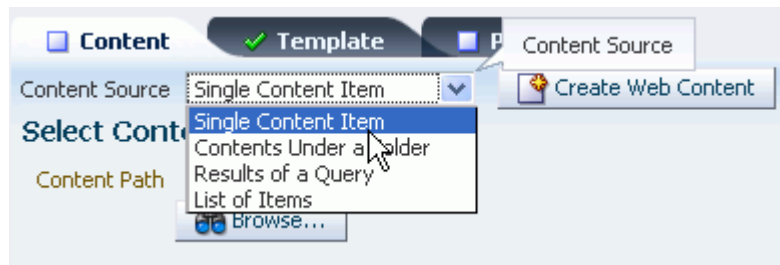 Content
Template
P
Content Source
Content Source
Single Content Item
Create Web Content
Select Conte
Single Content Item
Contents Under a Folder
Content Path
Results of a Query
List of Items
Browse...